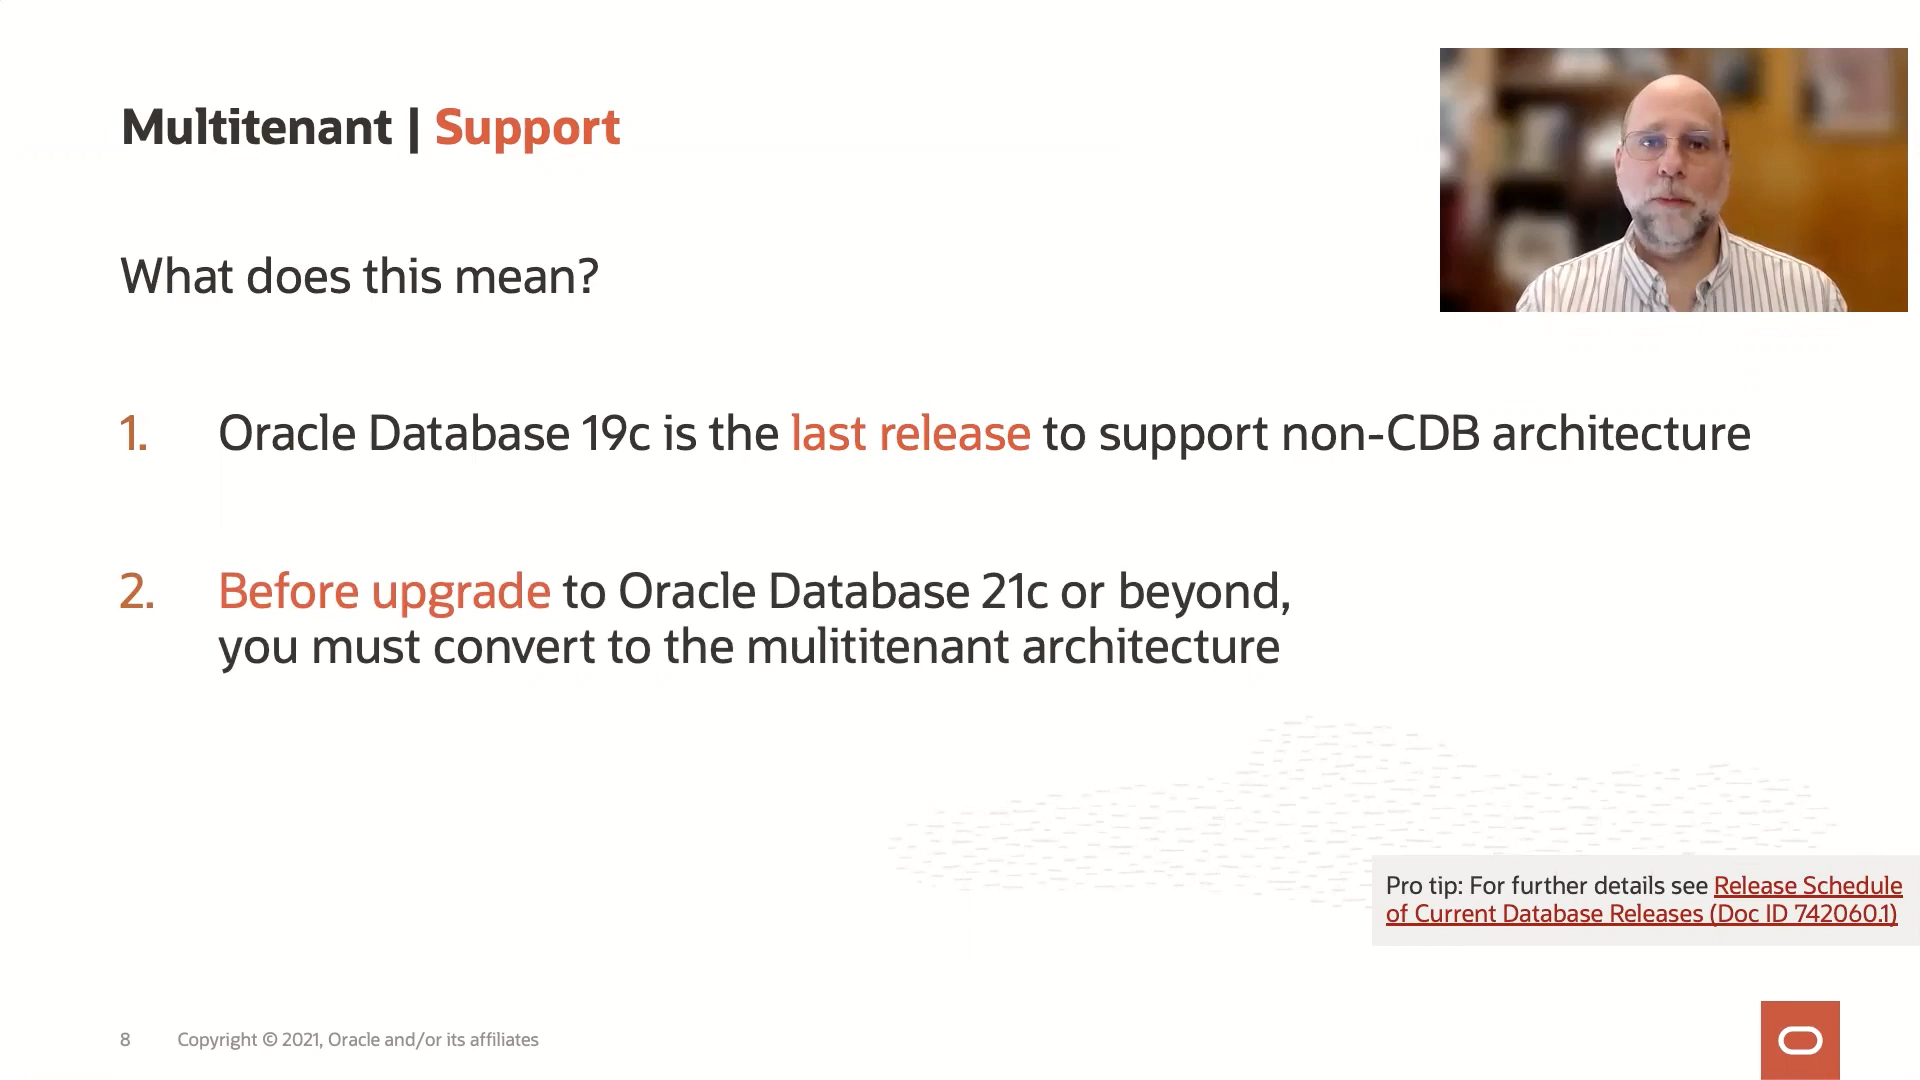 Multitenant | Support
What does this mean?
1. Oracle Database 19c is the last release to support non-CDB architecture
2. Before upgrade to Oracle Database 21c or beyond,
you must convert to the mulititenant architecture
Pro tip: For further details see Release Schedule
of Current Database Releases (Doc ID 742060.1)
8 Copyright © 2021, Oracle and/or its affiliates